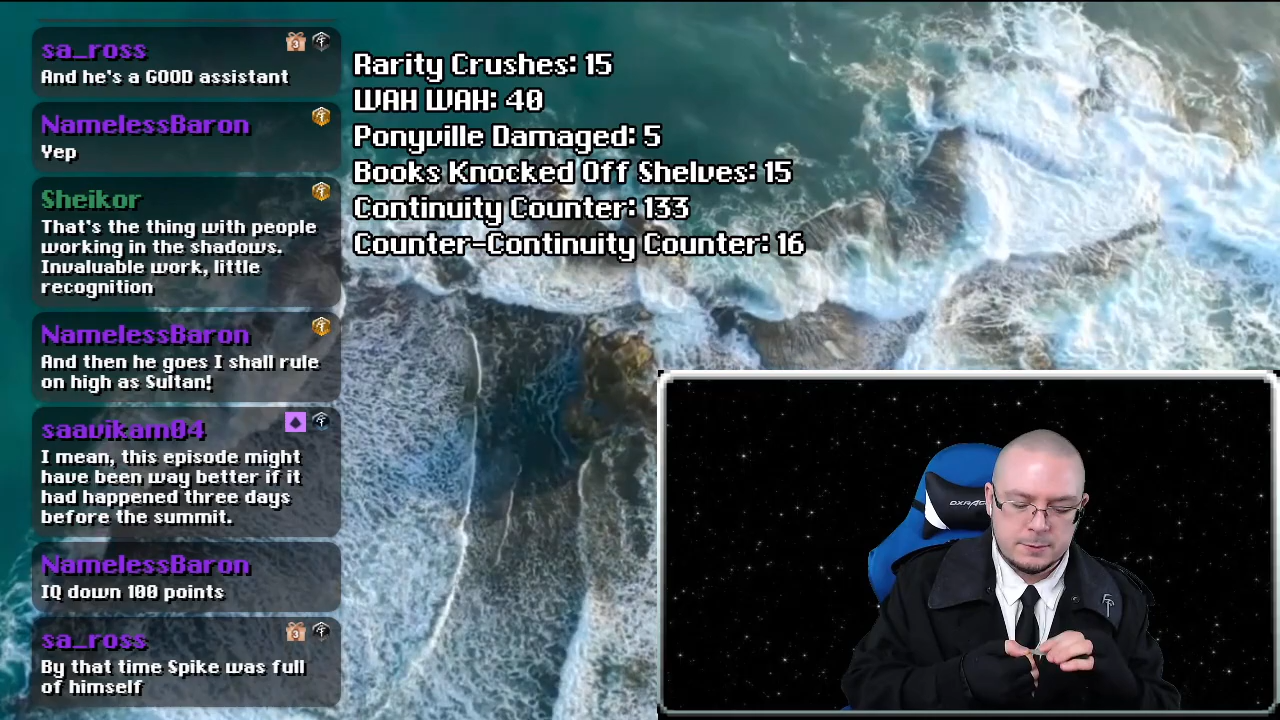 sa_ross
And he's a GOOD assistant
NamelessBaron
Yep
Sheikor
That's the thing with people
working in the shadows.
Invaluable work, little
recognition
NamelessBaron
And then he goes I shall rule
on high as Sultan!
saavikam04
I mean, this episode might
have been way better if it
had happened three days
before the summit.
NamelessBaron
IQ down 100 points
sa_ross
By that time Spike was full
of himself
Rarity Crushes: 15
WAH WAH: 40
Ponyville Damaged: 5
Books Knocked Off Shelves: 15
Continuity Counter: 133
Counter-Continuity Counter: 16